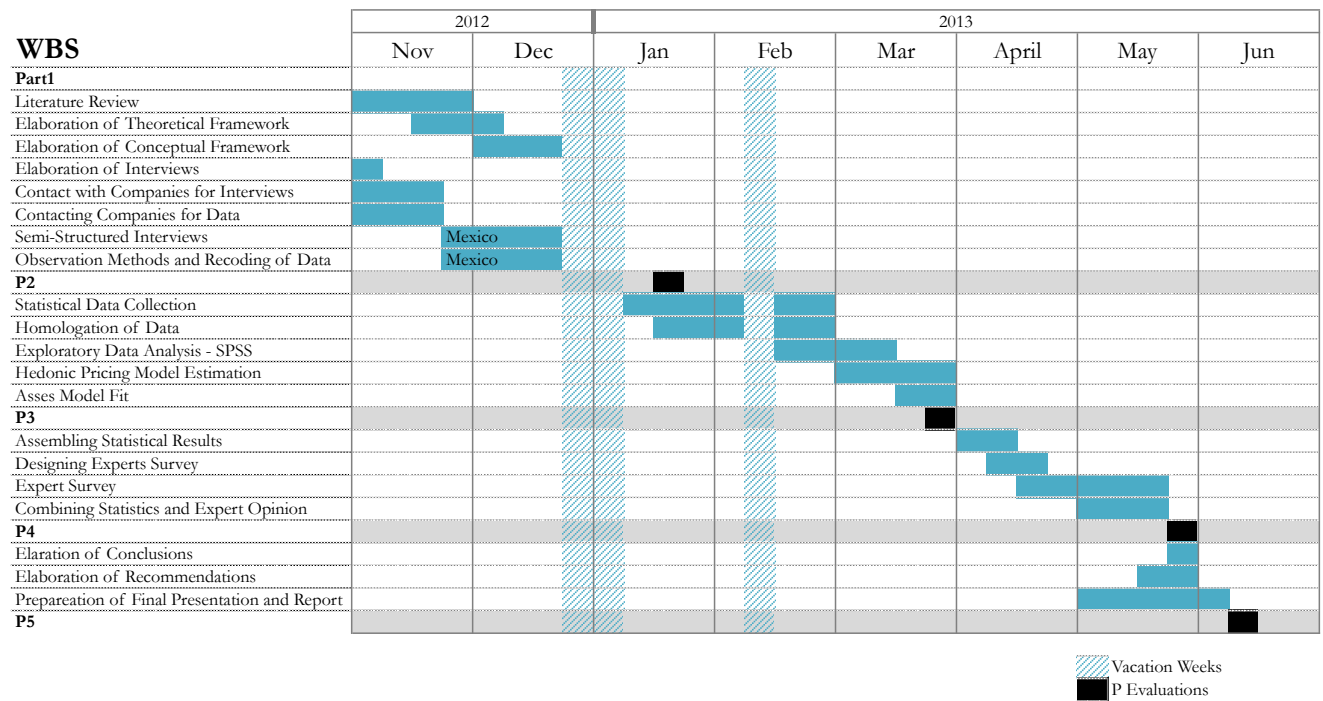 2012 2013
WBS Nov Dec Jan Feb Mar April May Jun
Part1
Literature Review
Elaboration of Theoretical Framework
Elaboration of Conceptual Framework
Elaboration of Interviews
Contact with Companies for Interviews
Contacting Companies for Data
Semi-Structured Interviews Mexico
Observation Methods and Recoding of Data Mexico
P2
Statistical Data Collection
Homologation of Data
Exploratory Data Analysis - SPSS
Hedonic Pricing Model Estimation
Asses Model Fit
P3
Assembling Statistical Results
Designing Experts Survey
Expert Survey
Combining Statistics and Expert Opinion
P4
Elaration of Conclusions
Elaboration of Recommendations
Prepareation of Final Presentation and Report
P5
Vacation Weeks
P Evaluations